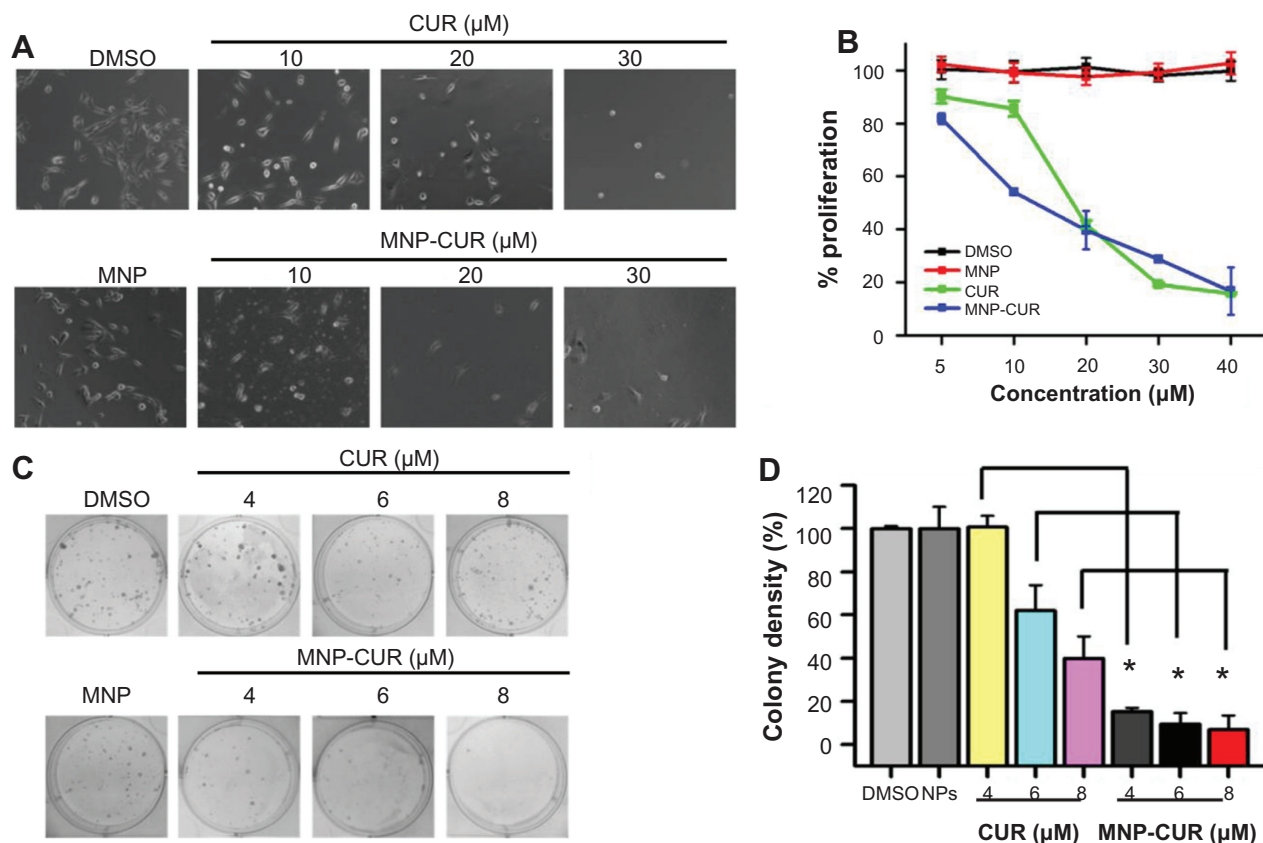 A
CUR (µM)
DMSO 10 20 30
MNP-CUR (µM)
MNP 10 20 30
B
% proliferation
100
80
60
40
20
0
DMSO
MNP
CUR
MNP-CUR
5 10 20 30 40
Concentration (µM)
C
CUR (µM)
DMSO 4 6 8
MNP-CUR (µM)
MNP 4 6 8
D
Colony density (%)
120
100
80
60
40
20
0
* * *
DMSO NPs 4 6 8 4 6 8
CUR (µM) MNP-CUR (µM)